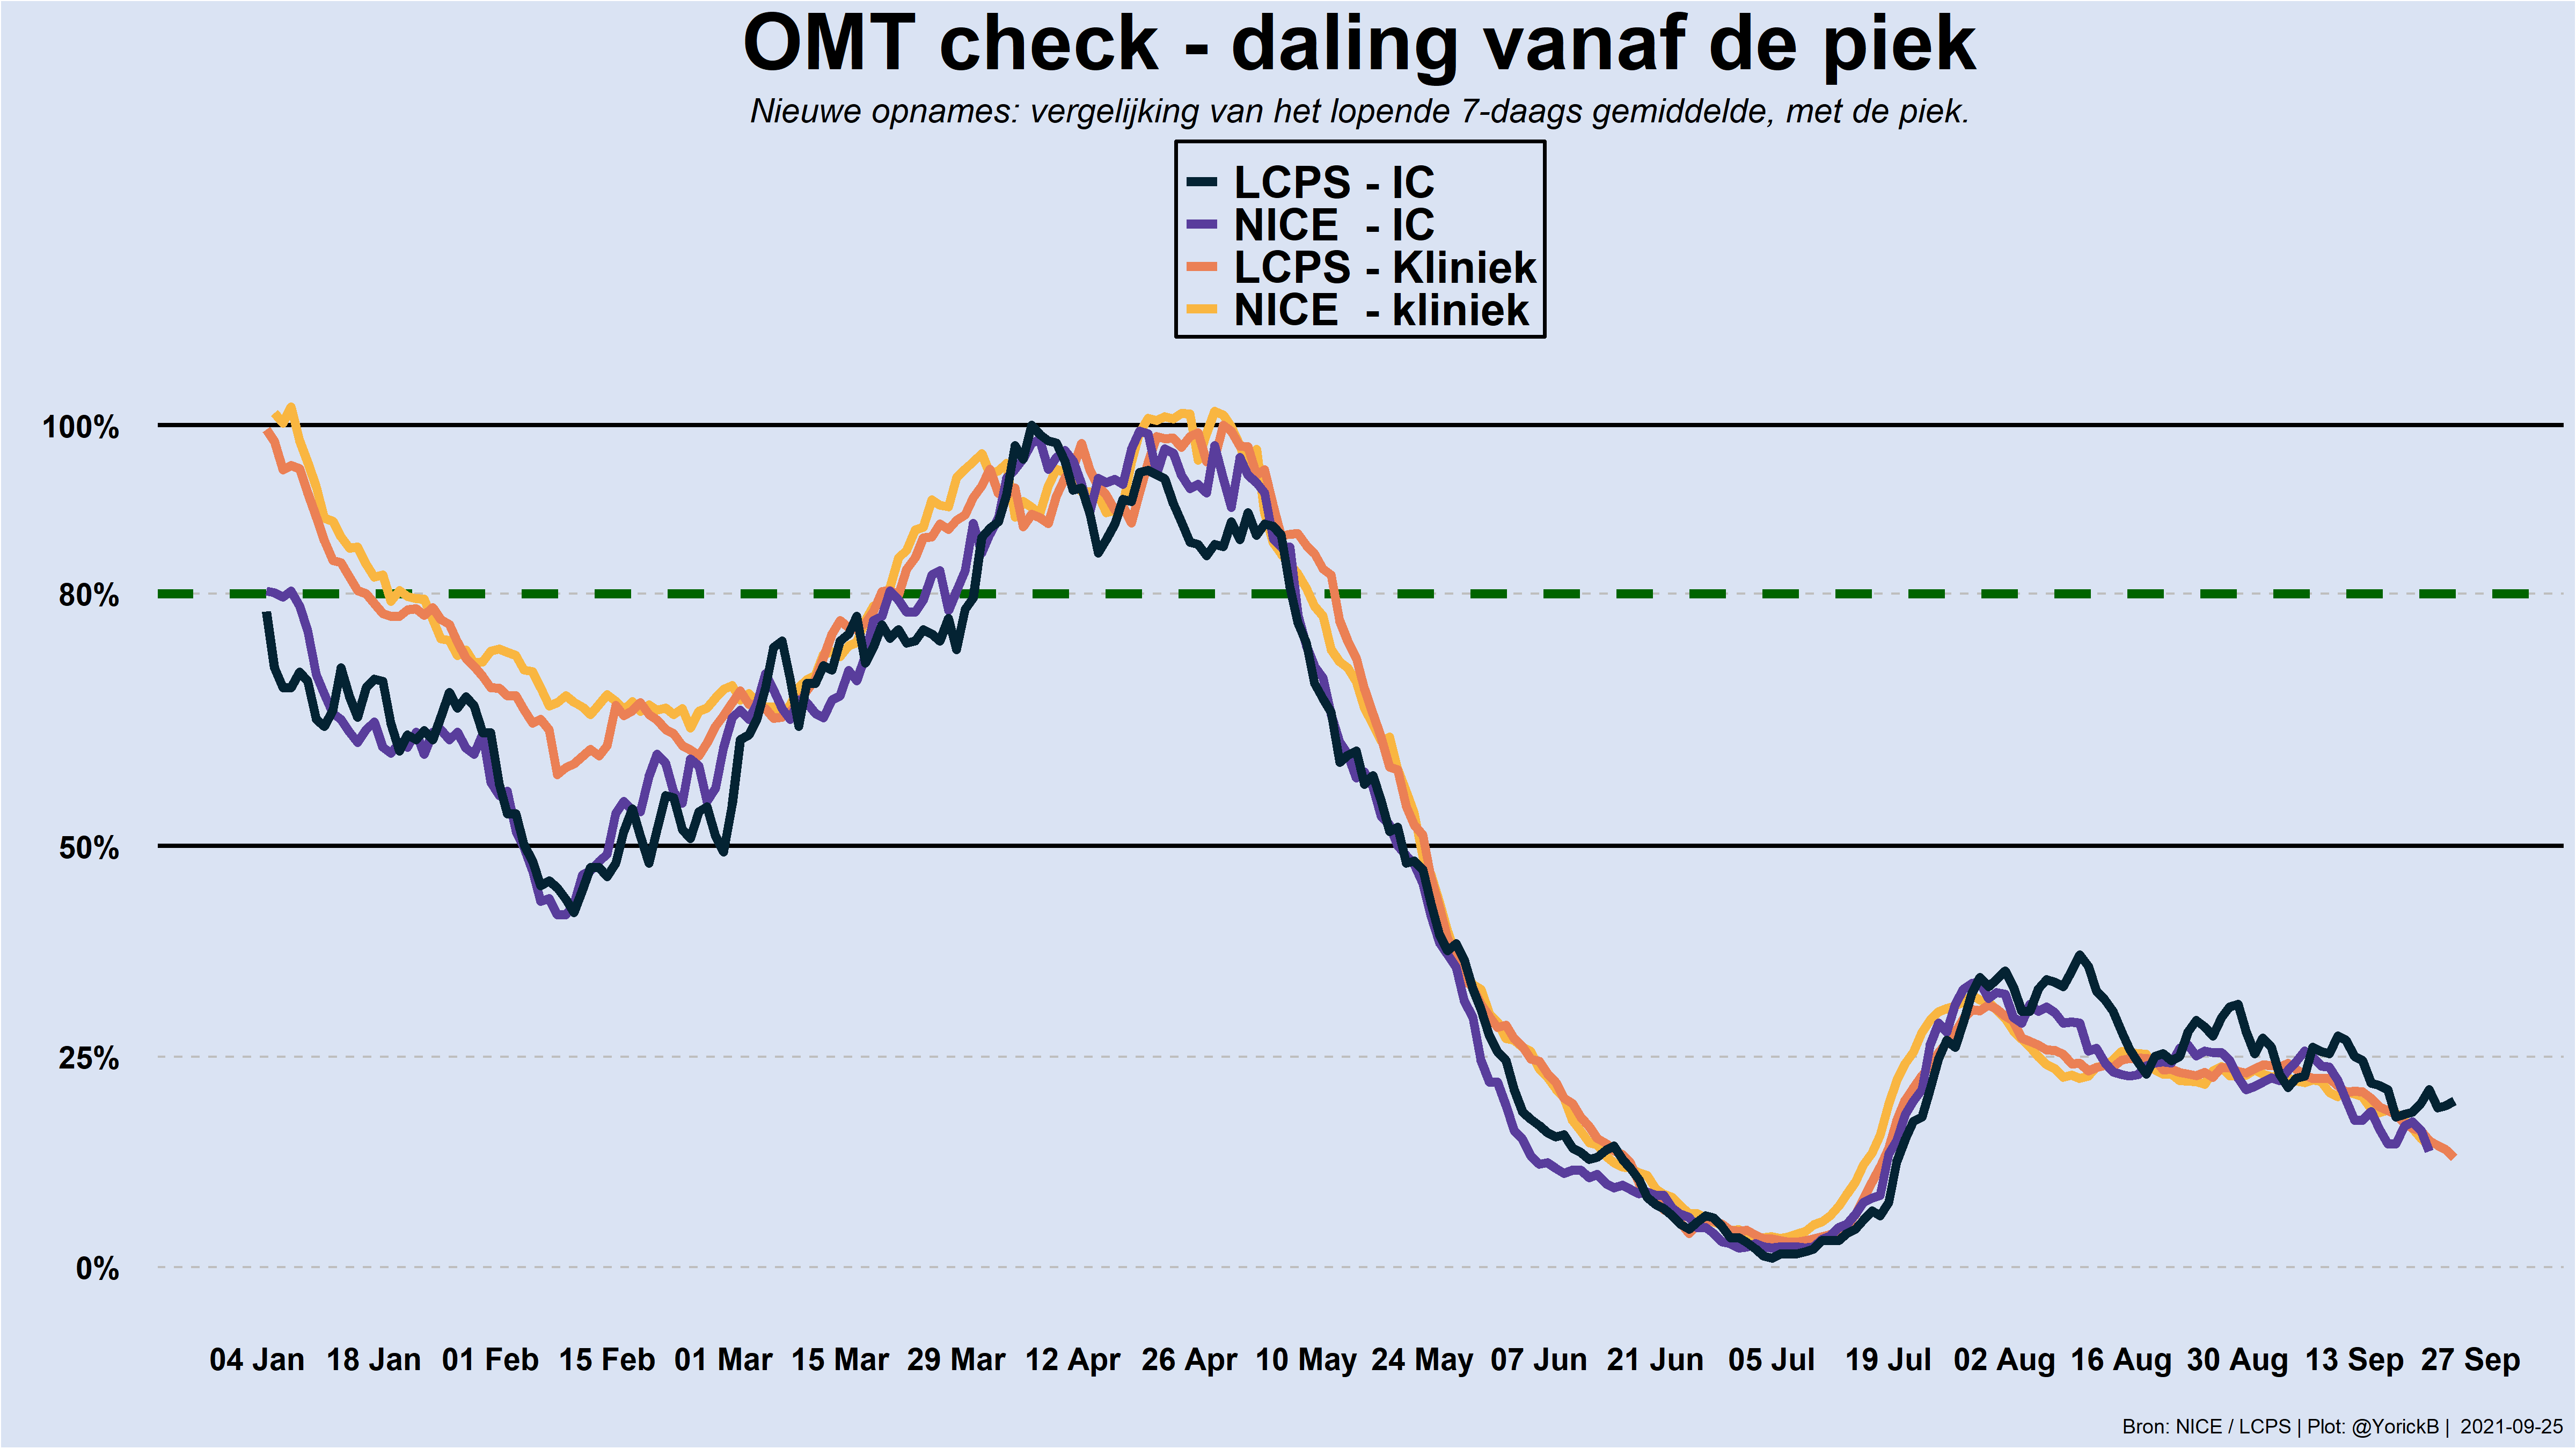 OMT check - daling vanaf de piek
Nieuwe opnames: vergelijking van het lopende 7-daags gemiddelde, met de piek.
LCPS - IC
NICE - IC
LCPS - Kliniek
NICE - kliniek
100%
80%
50%
25%
0%
04 Jan 18 Jan 01 Feb 15 Feb 01 Mar 15 Mar 29 Mar 12 Apr 26 Apr 10 May 24 May 07 Jun 21 Jun 05 Jul 19 Jul 02 Aug 16 Aug 30 Aug 13 Sep 27 Sep
Bron: NICE / LCPS | Plot: @YorickB | 2021-09-25